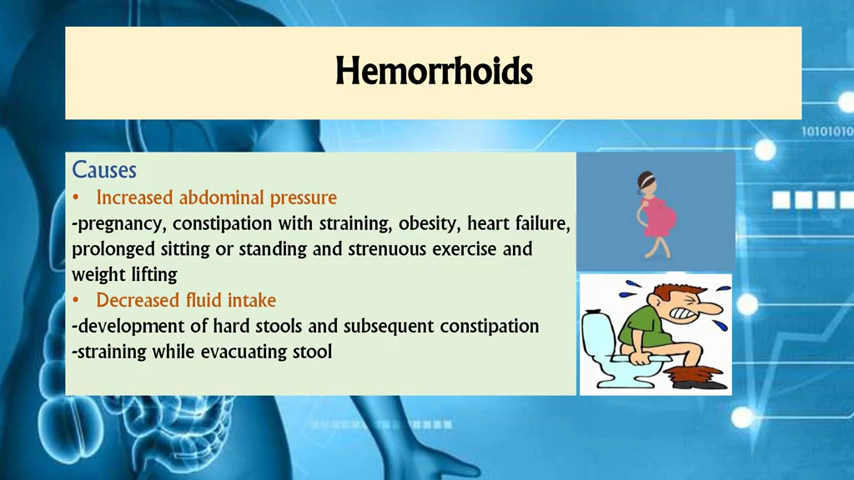 Hemorrhoids
1010101
Causes
• Increased abdominal pressure
-pregnancy, constipation with straining, obesity, heart failure,
prolonged sitting or standing and strenuous exercise and
weight lifting
• Decreased fluid intake
-development of hard stools and subsequent constipation
-straining while evacuating stool